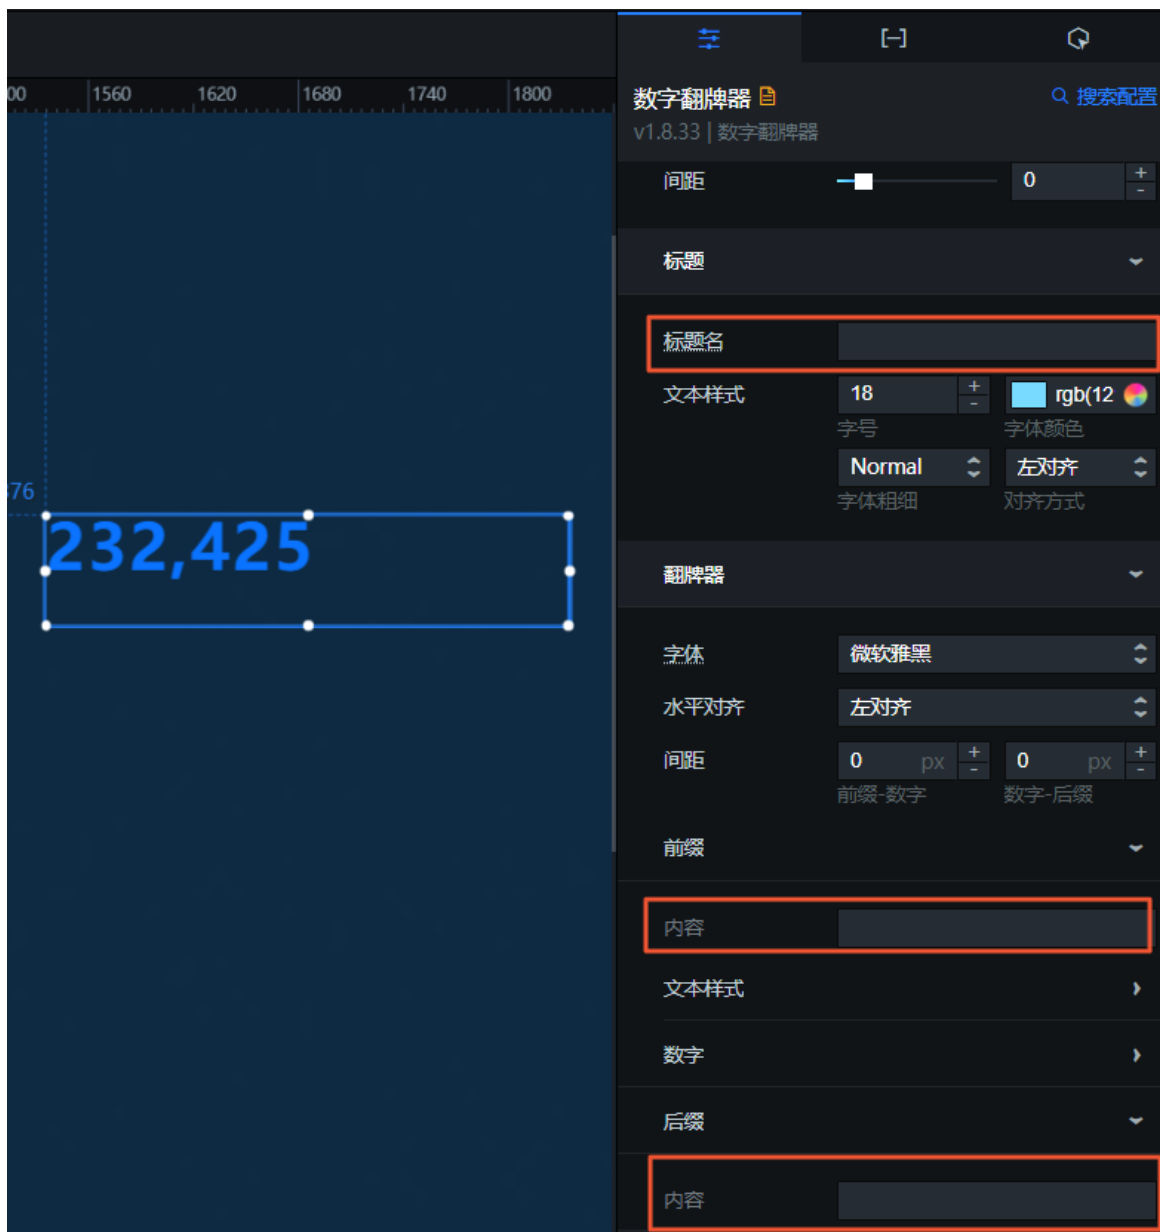 00 1560 1620 1680 1740 1800
数字翻牌器 搜索配置
v1.8.33 | 数字翻牌器
间距 0 + -
标题
标题名
文本样式 18 + - rgb(12
字号 字体颜色
Normal 左对齐
字体粗细 对齐方式
376
232,425
翻牌器
字体 微软雅黑
水平对齐 左对齐
间距 0 px + - 0 px + -
前缀-数字 数字-后缀
前缀
内容
文本样式
数字
后缀
内容